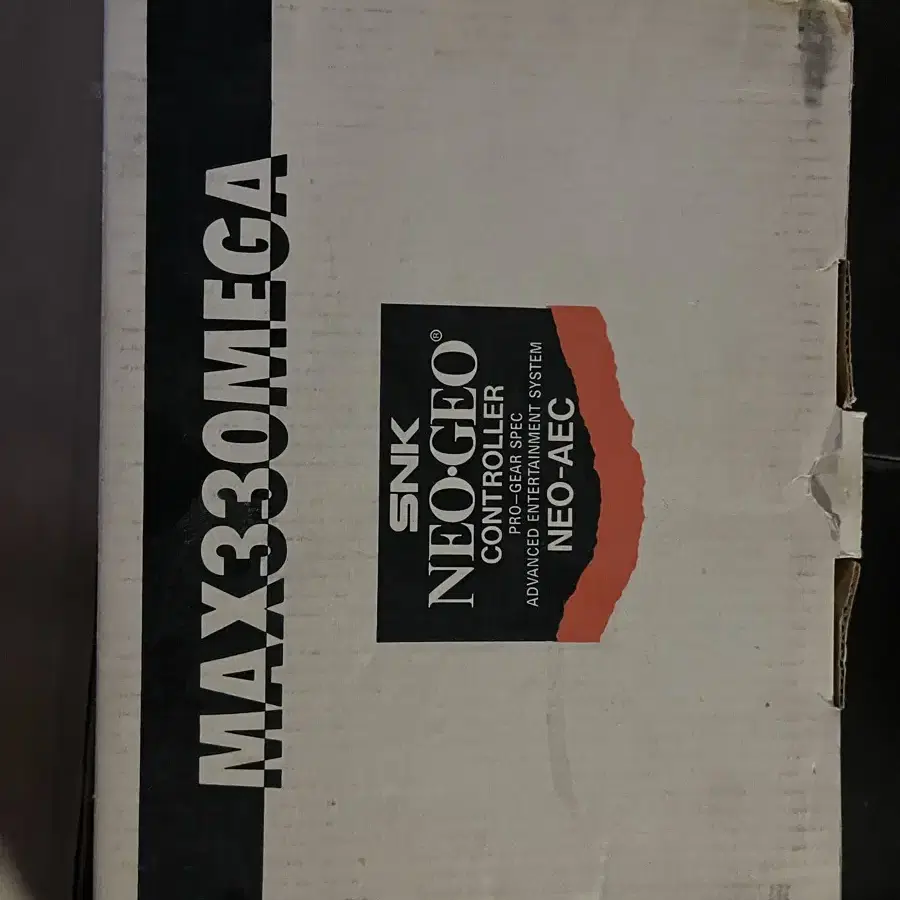 MAX330MEGA
SNK
NEO·GEO®
CONTROLLER
PRO-GEAR SPEC
ADVANCED ENTERTAINMENT SYSTEM
NEO-AEC